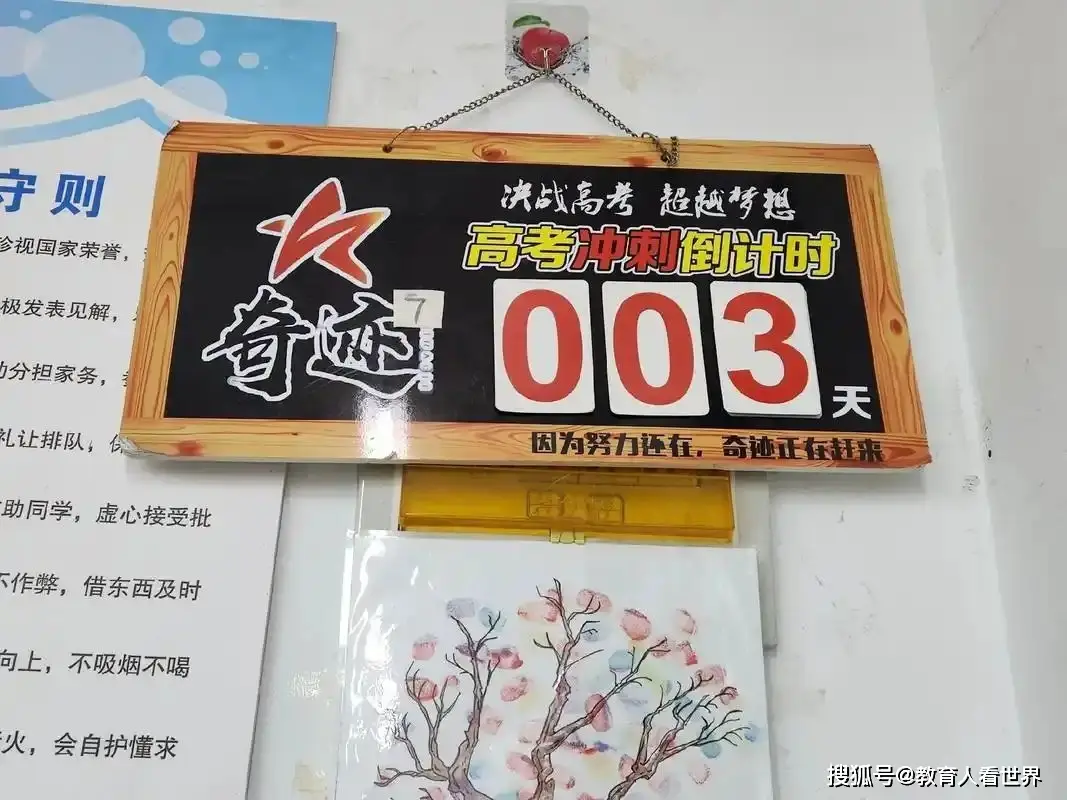 守则
珍视国家荣誉，
极发表见解，
动分担家务，
礼让排队，
助同学，虚心接受批
不作弊，借东西及时
向上，不吸烟不喝
火，会自护懂求
决战高考 超越梦想
高考冲刺倒计时
奇迹
7
003天
因为努力还在，奇迹正在赶来
搜狐号@教育人看世界